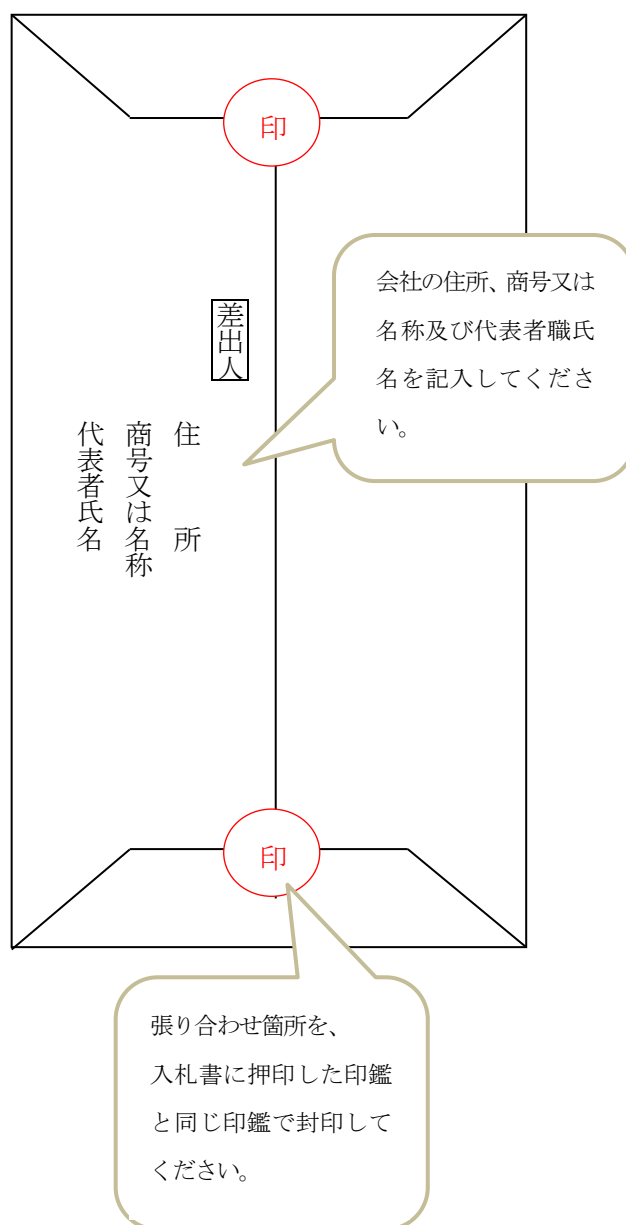 印
会社の住所、商号又は
名称及び代表者職氏
名を記入してくださ
い。
差出人
住　　所
商号又は名称
代表者氏名
印
張り合わせ箇所を、
入札書に押印した印鑑
と同じ印鑑で封印して
ください。